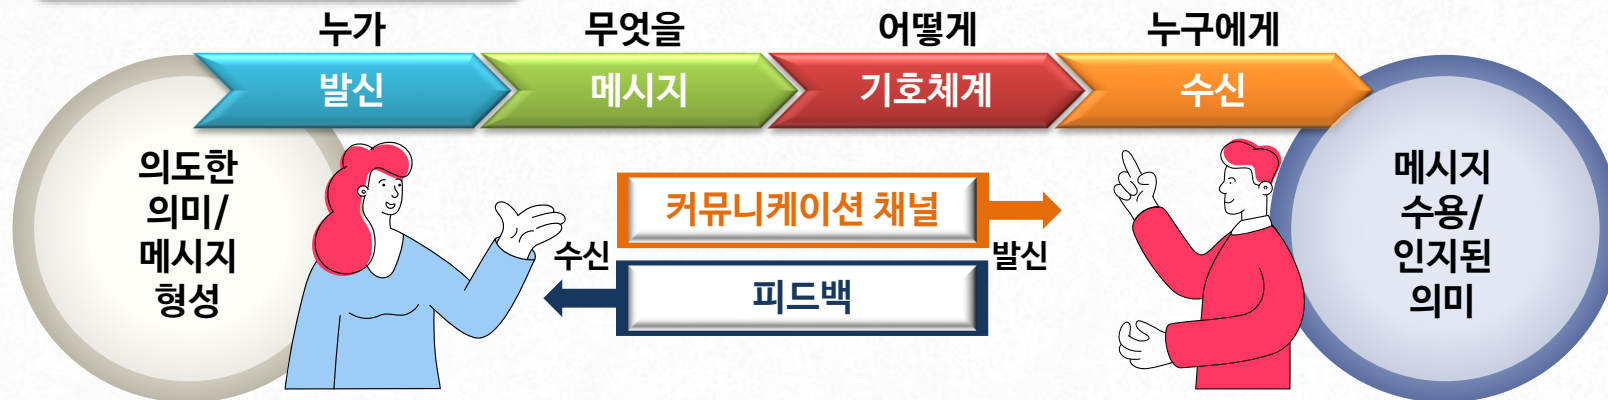 누가 무엇을 어떻게 누구에게
발신 메시지 기호체계 수신
의도한
의미/
메시지
형성
커뮤니케이션 채널
수신
발신
피드백
메시지
수용/
인지된
의미